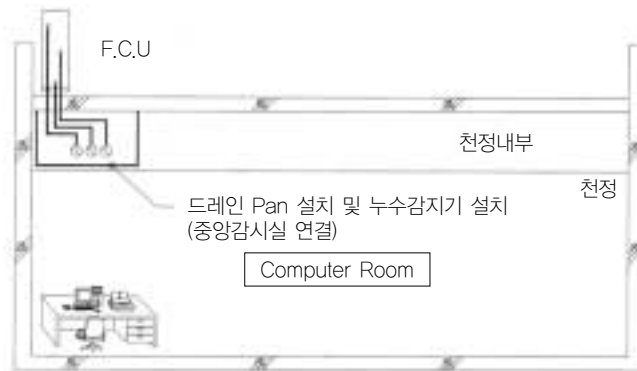 F.C.U
천정내부
천정
드레인 Pan 설치 및 누수감지기 설치
(중앙감시실 연결)
Computer Room